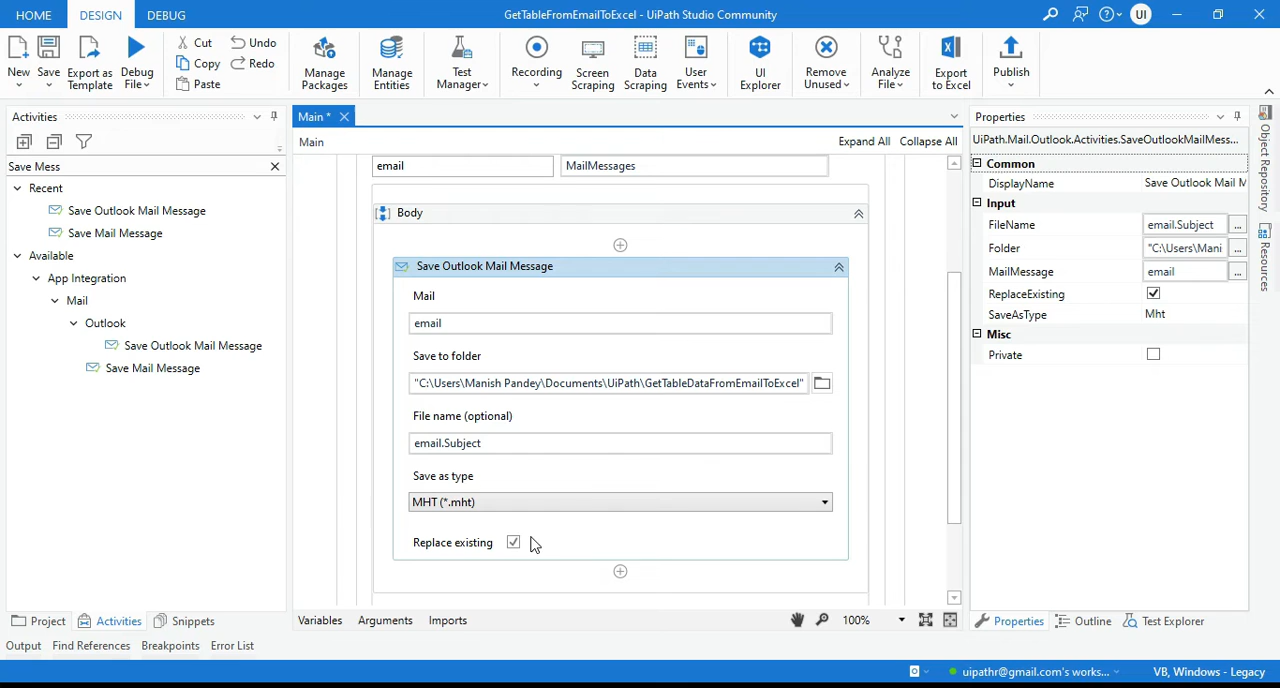 HOME DESIGN DEBUG GetTableFromEmailToExcel - UiPath Studio Community UI
New Save Export as Template Debug File Cut Copy Paste Undo Redo Manage Packages Manage Entities Test Manager Recording Screen Scraping Data Scraping User Events UI Explorer Remove Unused Analyze File Export to Excel Publish
Activities
Save Mess
Recent
Save Outlook Mail Message
Save Mail Message
Available
App Integration
Mail
Outlook
Save Outlook Mail Message
Save Mail Message
Project Activities Snippets
Main *
Main Expand All Collapse All
email MailMessages
Body
Save Outlook Mail Message
Mail
email
Save to folder
"C:\Users\Manish Pandey\Documents\UiPath\GetTableDataFromEmailToExcel"
File name (optional)
email.Subject
Save as type
MHT (*.mht)
Replace existing
Variables Arguments Imports 100%
Properties
UiPath.Mail.Outlook.Activities.SaveOutlookMailMess...
Common
DisplayName Save Outlook Mail M
Input
FileName email.Subject ...
Folder "C:\Users\Mani ...
MailMessage email ...
ReplaceExisting
SaveAsType Mht
Misc
Private
Properties Outline Test Explorer
Object Repository
Resources
Output Find References Breakpoints Error List
uipathr@gmail.com's works... VB, Windows - Legacy